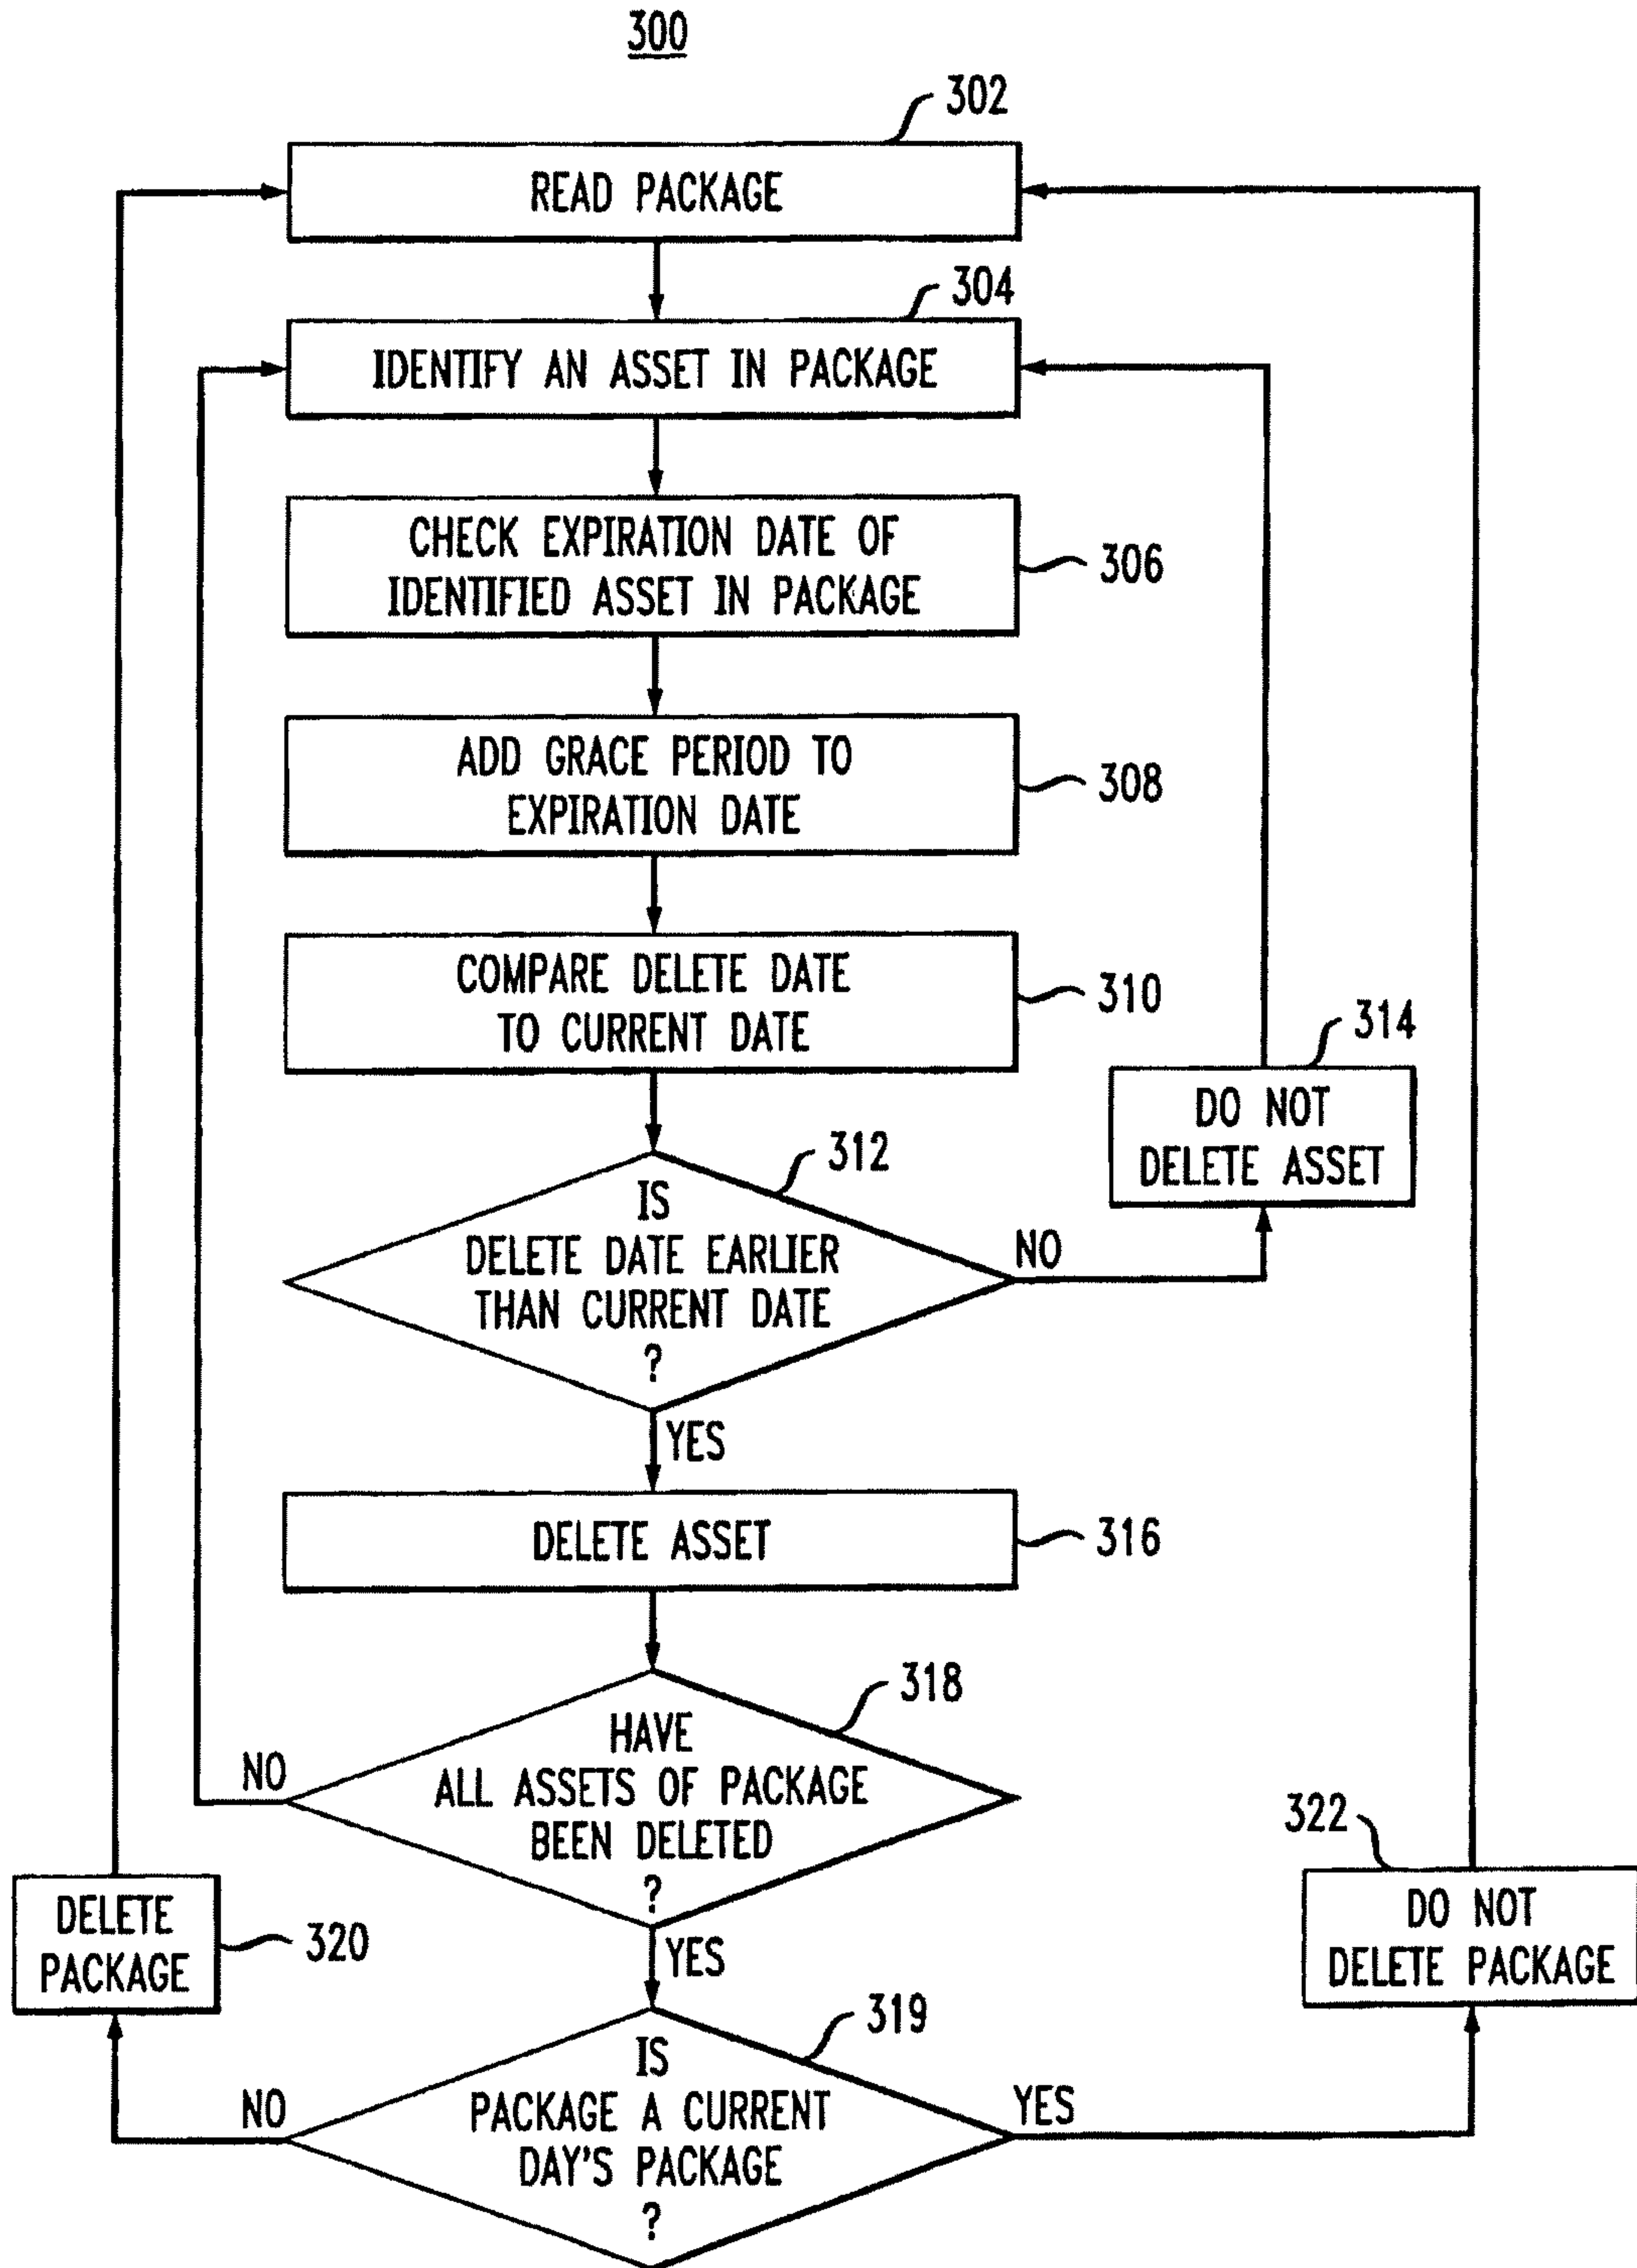 300
302
READ PACKAGE
304
IDENTIFY AN ASSET IN PACKAGE
CHECK EXPIRATION DATE OF
IDENTIFIED ASSET IN PACKAGE
306
ADD GRACE PERIOD TO
EXPIRATION DATE
308
COMPARE DELETE DATE
TO CURRENT DATE
310
314
DO NOT
DELETE ASSET
312
IS
DELETE DATE EARLIER
THAN CURRENT DATE
?
NO
YES
DELETE ASSET
316
318
HAVE
ALL ASSETS OF PACKAGE
BEEN DELETED
?
NO
YES
322
DO NOT
DELETE PACKAGE
DELETE
PACKAGE
320
319
IS
PACKAGE A CURRENT
DAY'S PACKAGE
?
NO
YES